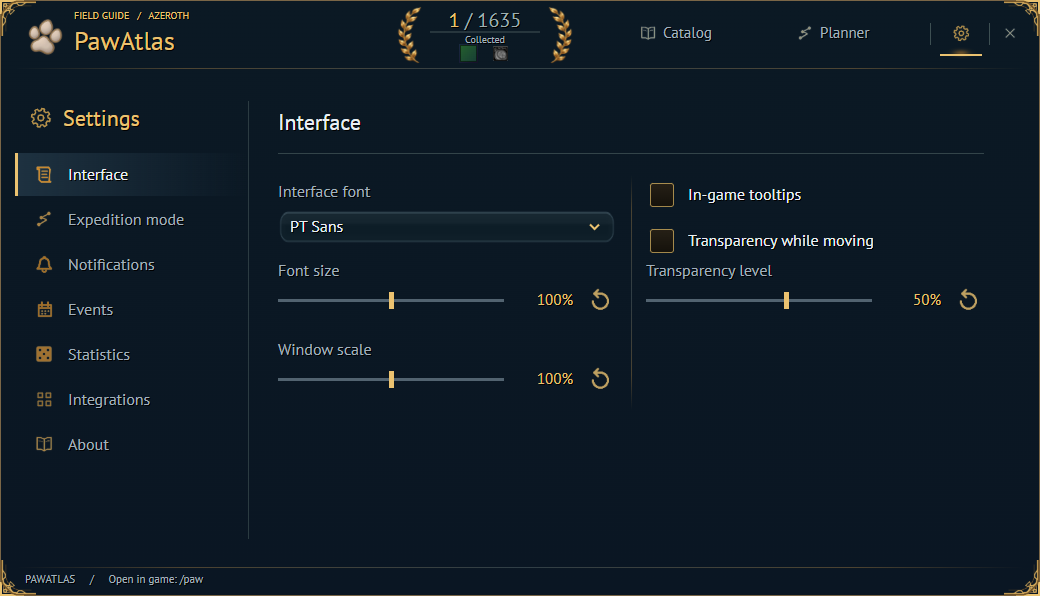 FIELD GUIDE / AZEROTH
PawAtlas
1 / 1635
Collected
Catalog
Planner
Settings
Interface
Expedition mode
Notifications
Events
Statistics
Integrations
About
Interface
Interface font
PT Sans
Font size
100%
Window scale
100%
In-game tooltips
Transparency while moving
Transparency level
50%
PAWATLAS / Open in game: /paw